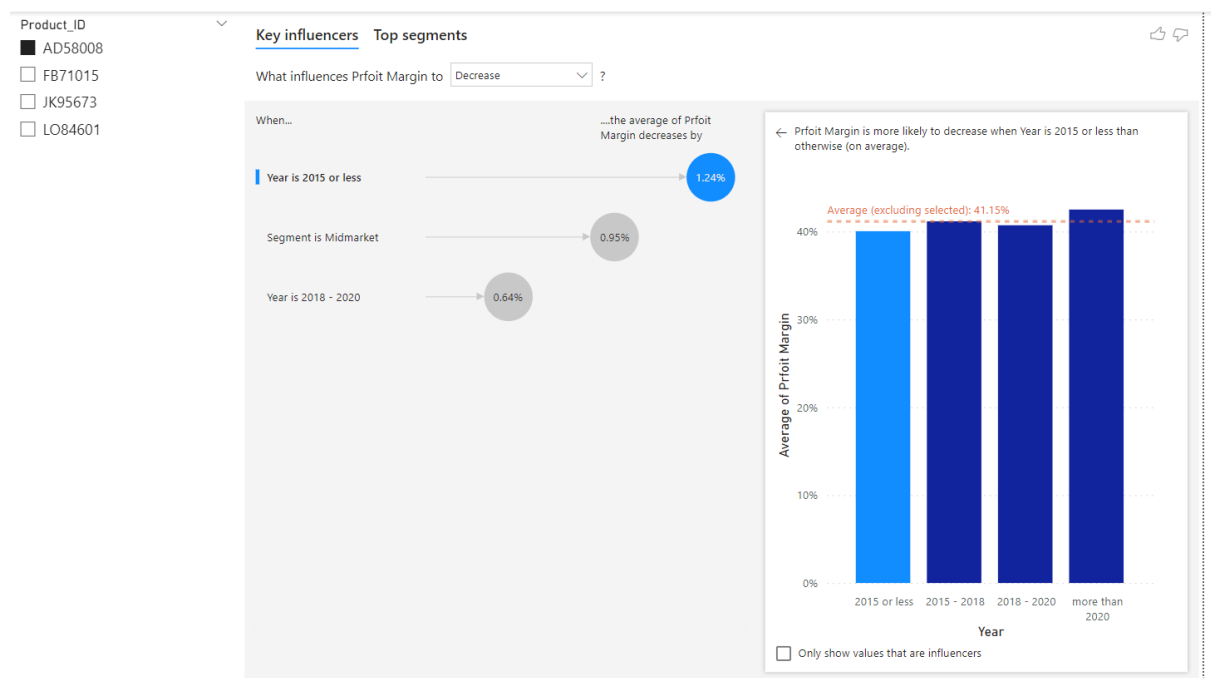 Product_ID
AD58008
FB71015
JK95673
LO84601
Key influencers Top segments
What influences Prfoit Margin to Decrease ?
When...
....the average of Prfoit
Margin decreases by
Year is 2015 or less
1.24%
Segment is Midmarket
0.95%
Year is 2018 - 2020
0.64%
Prfoit Margin is more likely to decrease when Year is 2015 or less than
otherwise (on average).
Average (excluding selected): 41.15%
40%
30%
20%
10%
0%
Average of Prfoit Margin
2015 or less 2015 - 2018 2018 - 2020 more than
2020
Year
Only show values that are influencers